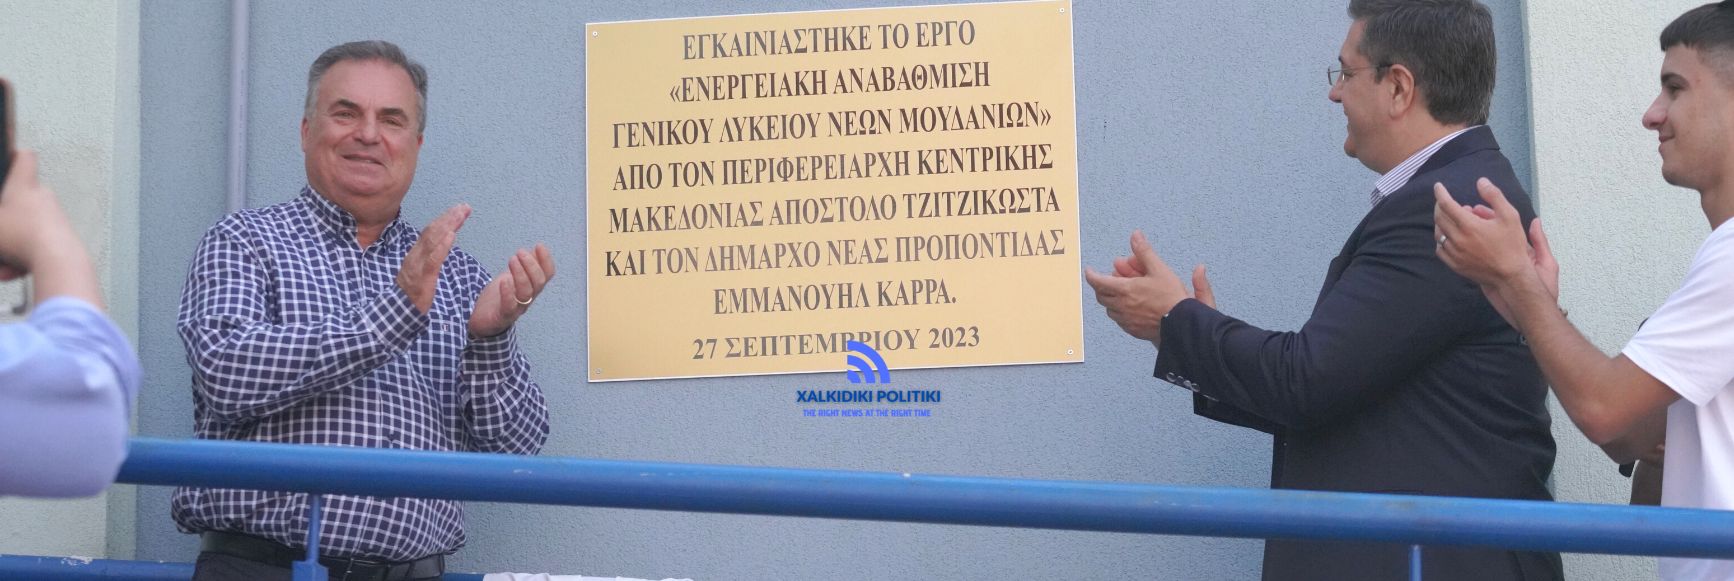 ΕΓΚΑΙΝΙΑΣΤΗΚΕ ΤΟ ΕΡΓΟ
«ΕΝΕΡΓΕΙΑΚΗ ΑΝΑΒΑΘΜΙΣΗ
ΓΕΝΙΚΟΥ ΛΥΚΕΙΟΥ ΝΕΩΝ ΜΟΥΔΑΝΙΩΝ»
ΑΠΟ ΤΟΝ ΠΕΡΙΦΕΡΕΙΑΡΧΗ ΚΕΝΤΡΙΚΗΣ
ΜΑΚΕΔΟΝΙΑΣ ΑΠΟΣΤΟΛΟ ΤΖΙΤΖΙΚΩΣΤΑ
ΚΑΙ ΤΟΝ ΔΗΜΑΡΧΟ ΝΕΑΣ ΠΡΟΠΟΝΤΙΔΑΣ
ΕΜΜΑΝΟΥΗΛ ΚΑΡΡΑ.
27 ΣΕΠΤΕΜΒΡΙΟΥ 2023
XALKIDIKI POLITIKI
THE RIGHT NEWS AT THE RIGHT TIME